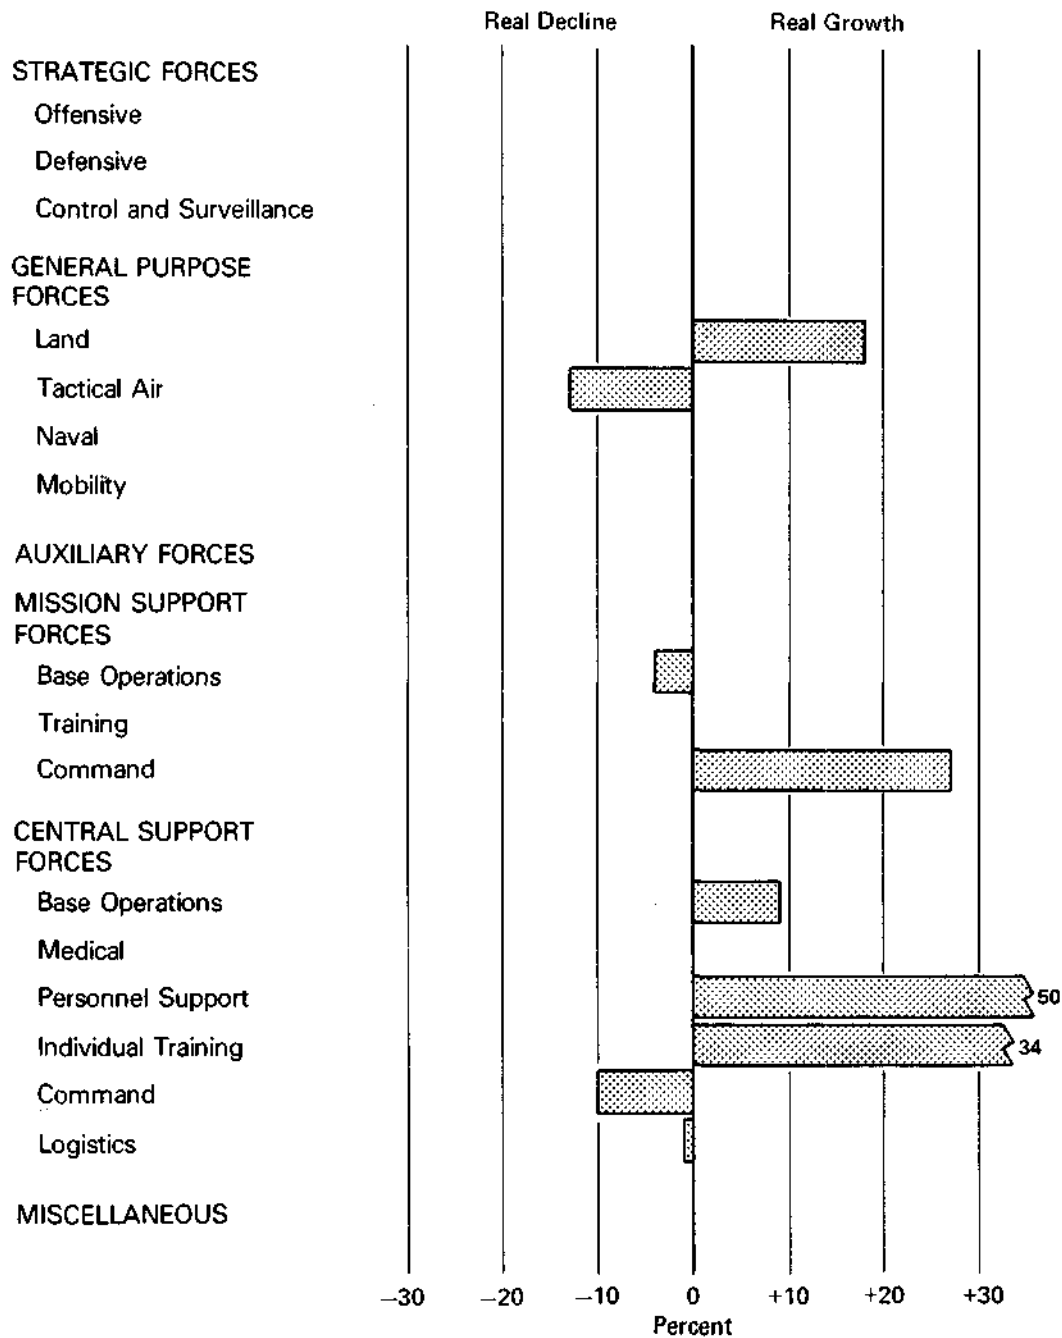 Real Decline Real Growth
STRATEGIC FORCES
Offensive
Defensive
Control and Surveillance
GENERAL PURPOSE
FORCES
Land
Tactical Air
Naval
Mobility
AUXILIARY FORCES
MISSION SUPPORT
FORCES
Base Operations
Training
Command
CENTRAL SUPPORT
FORCES
Base Operations
Medical
Personnel Support 50
Individual Training 34
Command
Logistics
MISCELLANEOUS
—30 —20 —10 0 +10 +20 +30
Percent